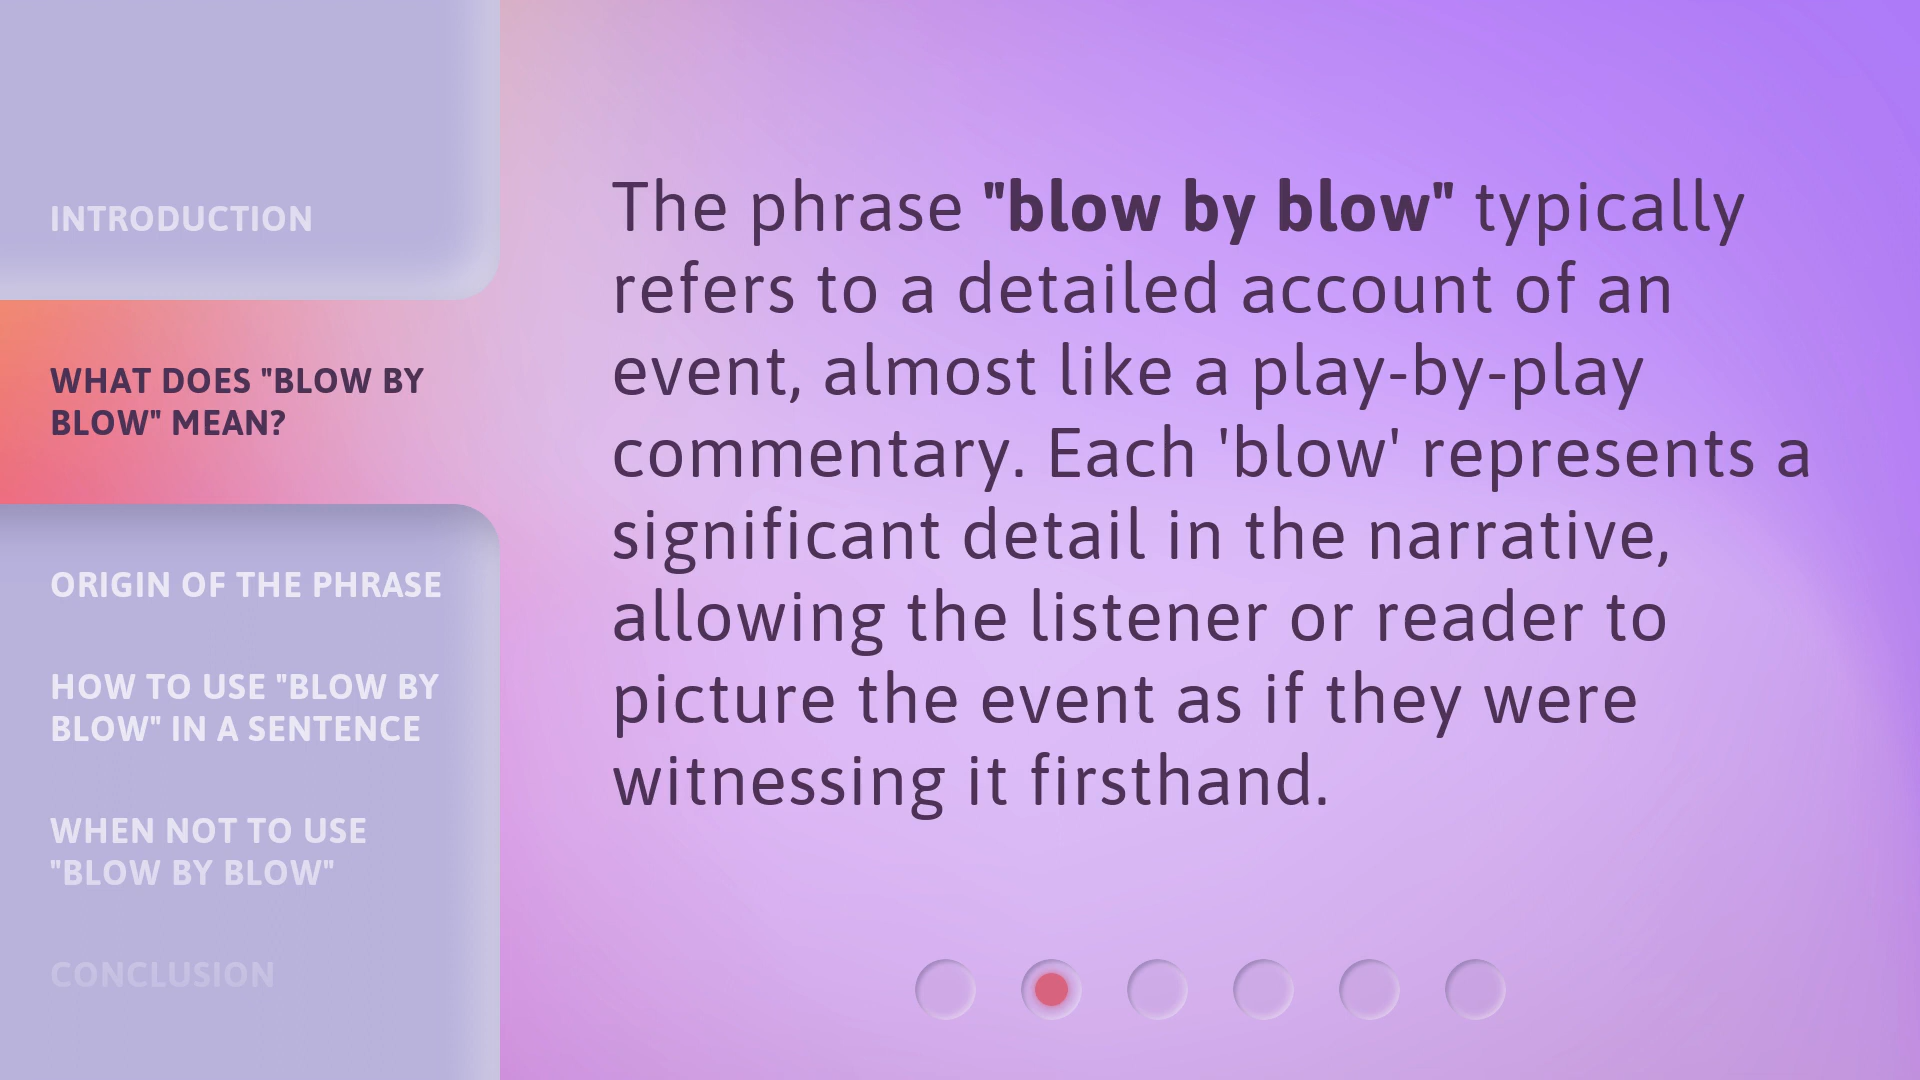 INTRODUCTION
WHAT DOES "BLOW BY
BLOW" MEAN?
ORIGIN OF THE PHRASE
HOW TO USE "BLOW BY
BLOW" IN A SENTENCE
WHEN NOT TO USE
"BLOW BY BLOW"
CONCLUSION
The phrase "blow by blow" typically
refers to a detailed account of an
event, almost like a play-by-play
commentary. Each 'blow' represents a
significant detail in the narrative,
allowing the listener or reader to
picture the event as if they were
witnessing it firsthand.